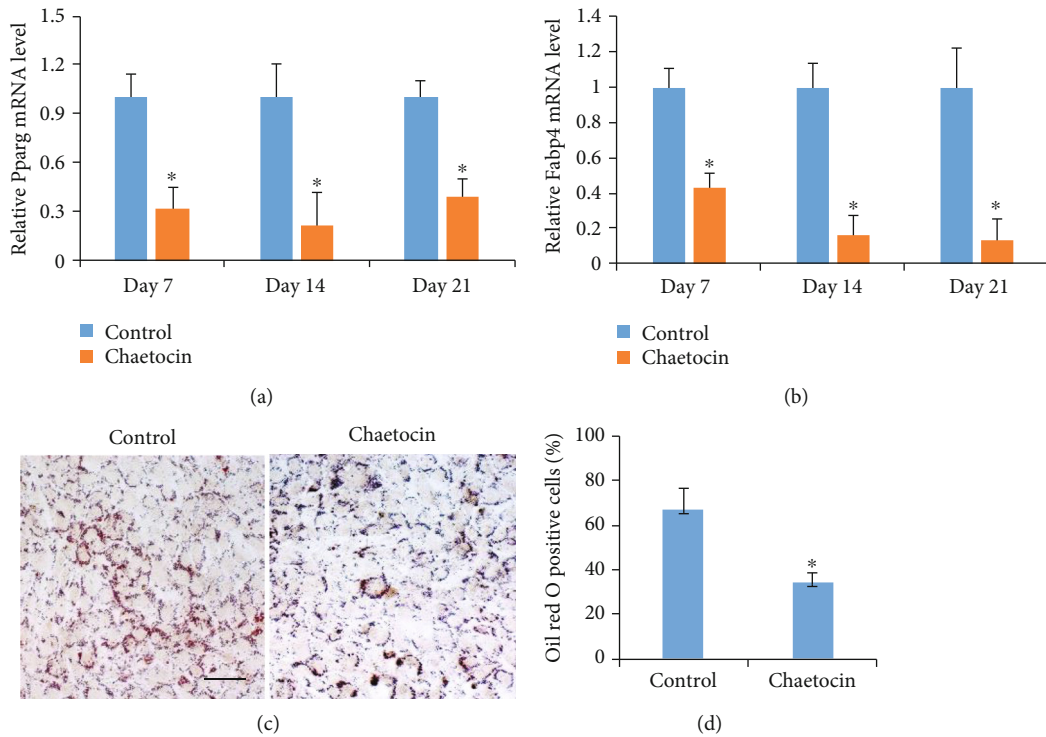 Relative Pparg mRNA level
1.5
1.2
0.9
0.6
0.3
0
*
*
*
Day 7
Day 14
Day 21
Control
Chaetocin
(a)
Relative Fabp4 mRNA level
1.4
1.2
1
0.8
0.6
0.4
0.2
0
*
*
*
Day 7
Day 14
Day 21
Control
Chaetocin
(b)
Control
Chaetocin
(c)
Oil red O positive cells (%)
100
80
60
40
20
0
*
Control
Chaetocin
(d)